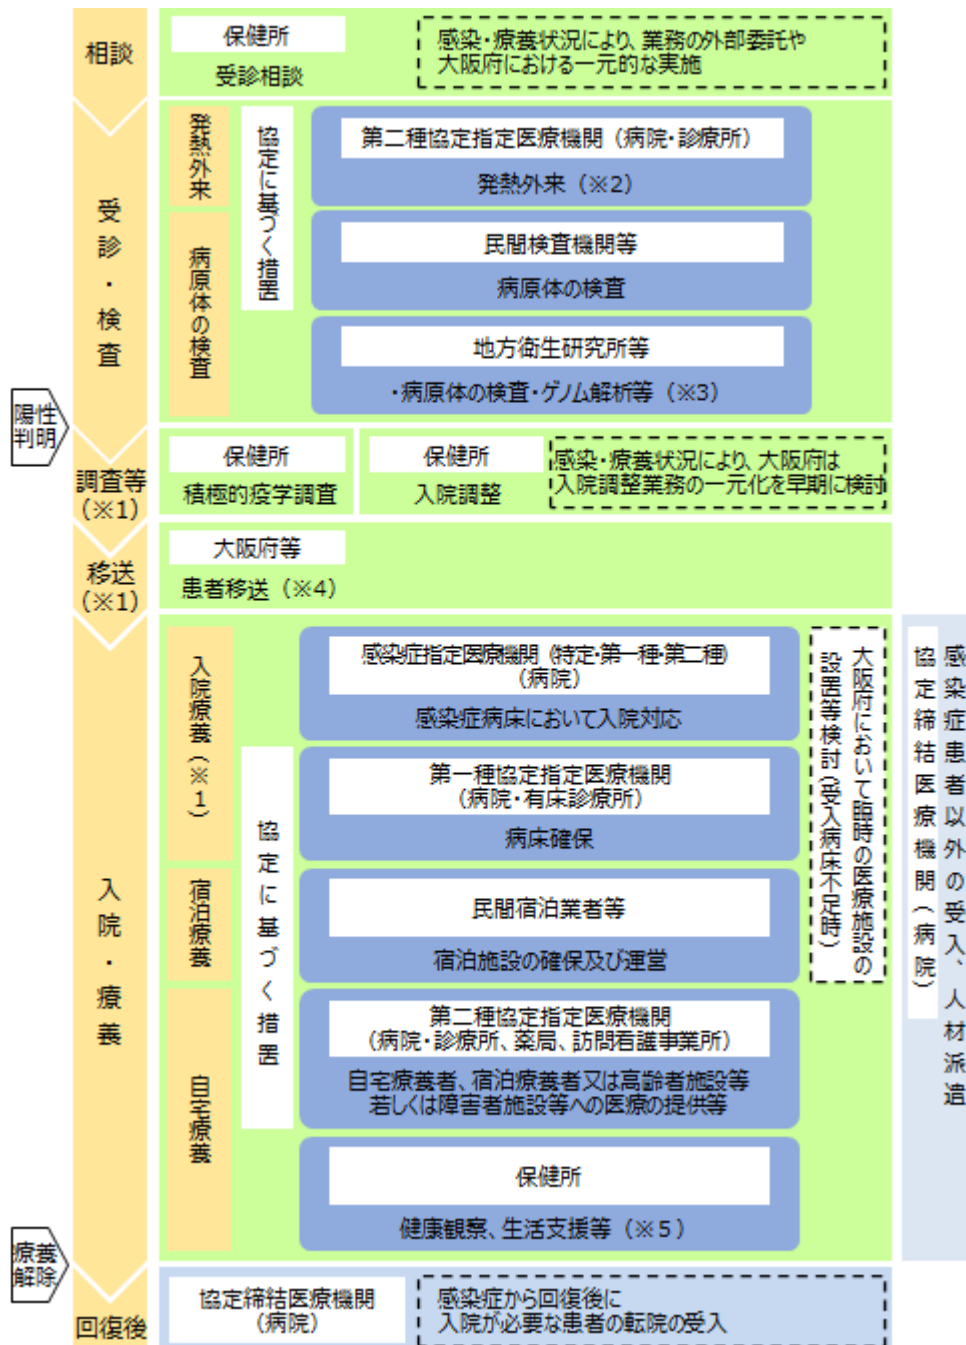 相談
保健所
受診相談
感染・療養状況により、業務の外部委託や
大阪府における一元的な実施
受診・検査
発熱外来
病原体の検査
協定に基づく措置
第二種協定指定医療機関（病院・診療所）
発熱外来（※2）
民間検査機関等
病原体の検査
地方衛生研究所等
・病原体の検査・ゲノム解析等（※3）
陽性
判明
調査等
（※1）
保健所
積極的疫学調査
保健所
入院調整
感染・療養状況により、大阪府は
入院調整業務の一元化を早期に検討
移送
（※1）
大阪府等
患者移送（※4）
入院・療養
入院療養（※1）
宿泊療養
自宅療養
協定に基づく措置
感染症指定医療機関（特定・第一種・第二種）
（病院）
感染症病床において入院対応
第一種協定指定医療機関
（病院・有床診療所）
病床確保
民間宿泊業者等
宿泊施設の確保及び運営
第二種協定指定医療機関
（病院・診療所、薬局、訪問看護事業所）
自宅療養者、宿泊療養者又は高齢者施設等
若しくは障害者施設等への医療の提供等
保健所
健康観察、生活支援等（※5）
大阪府において臨時の医療施設の
設置等検討（受入病床不足時）
感染症患者以外の受入、人材派遣
協定締結医療機関（病院）
療養
解除
回復後
協定締結医療機関
（病院）
感染症から回復後に
入院が必要な患者の転院の受入